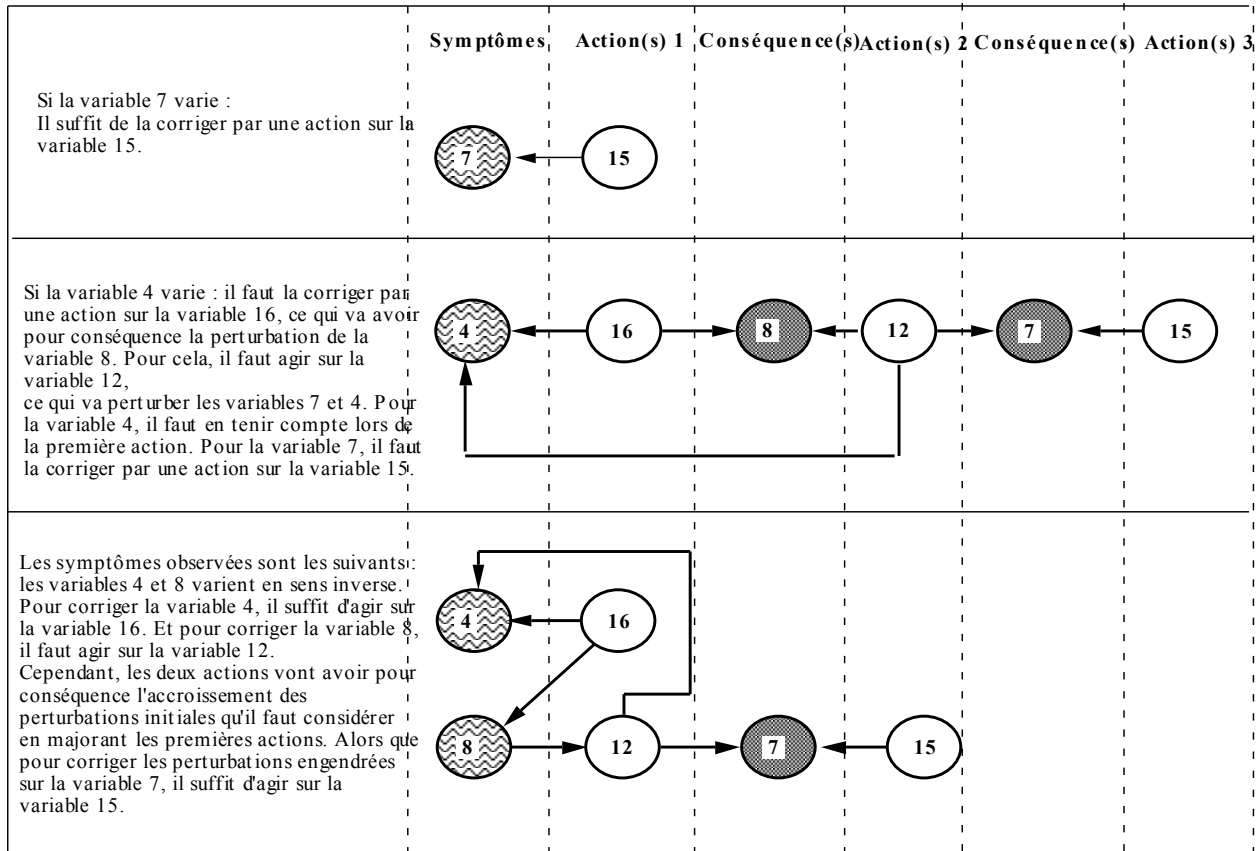 Symptômes Action(s) 1 Conséquence(s) Action(s) 2 Conséquence(s) Action(s) 3
Si la variable 7 varie :
Il suffit de la corriger par une action sur la
variable 15.
7 15
Si la variable 4 varie : il faut la corriger par
une action sur la variable 16, ce qui va avoir
pour conséquence la perturbation de la
variable 8. Pour cela, il faut agir sur la
variable 12,
ce qui va perturber les variables 7 et 4. Pour
la variable 4, il faut en tenir compte lors de
la première action. Pour la variable 7, il faut
la corriger par une action sur la variable 15.
4 16 8 12 7 15
Les symptômes observées sont les suivants :
les variables 4 et 8 varient en sens inverse.
Pour corriger la variable 4, il suffit d'agir sur
la variable 16. Et pour corriger la variable 8,
il faut agir sur la variable 12.
Cependant, les deux actions vont avoir pour
conséquence l'accroissement des
perturbations initiales qu'il faut considérer
en majorant les premières actions. Alors que
pour corriger les perturbations engendrées
sur la variable 7, il suffit d'agir sur la
variable 15.
4 16
8 12 7 15